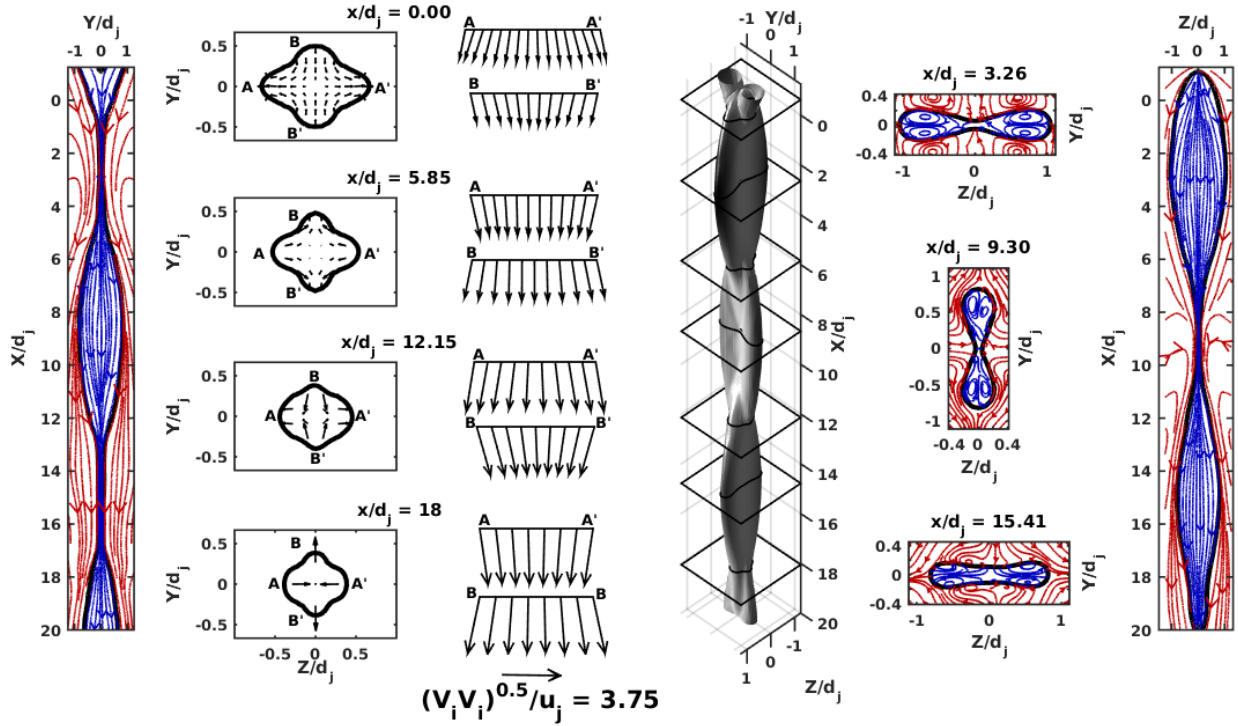 Y/dj
-1 0 1
X/dj
0
2
4
6
8
10
12
14
16
18
20
x/dj = 0.00
Y/dj
0.5
0
-0.5
A
B
A'
B'
A A'
B B'
x/dj = 5.85
Y/dj
0.5
0
-0.5
A
B
A'
B'
A A'
B B'
x/dj = 12.15
Y/dj
0.5
0
-0.5
A
B
A'
B'
A A'
B B'
x/dj = 18
Y/dj
0.5
0
-0.5
A
B
A'
B'
-0.5 0 0.5
Z/dj
A A'
B B'
(ViVi)^0.5/uj = 3.75
Y/dj
-1
0
1
0
2
4
6
8
10
12
14
16
18
20
X/dj
-1
0
1
Z/dj
x/dj = 3.26
0.4
0
-0.4
Y/dj
-1 0 1
Z/dj
x/dj = 9.30
1
0.5
0
-0.5
-1
Y/dj
-0.4 0 0.4
Z/dj
x/dj = 15.41
0.4
0
-0.4
Y/dj
-1 0 1
Z/dj
Z/dj
-1 0 1
X/dj
0
2
4
6
8
10
12
14
16
18
20